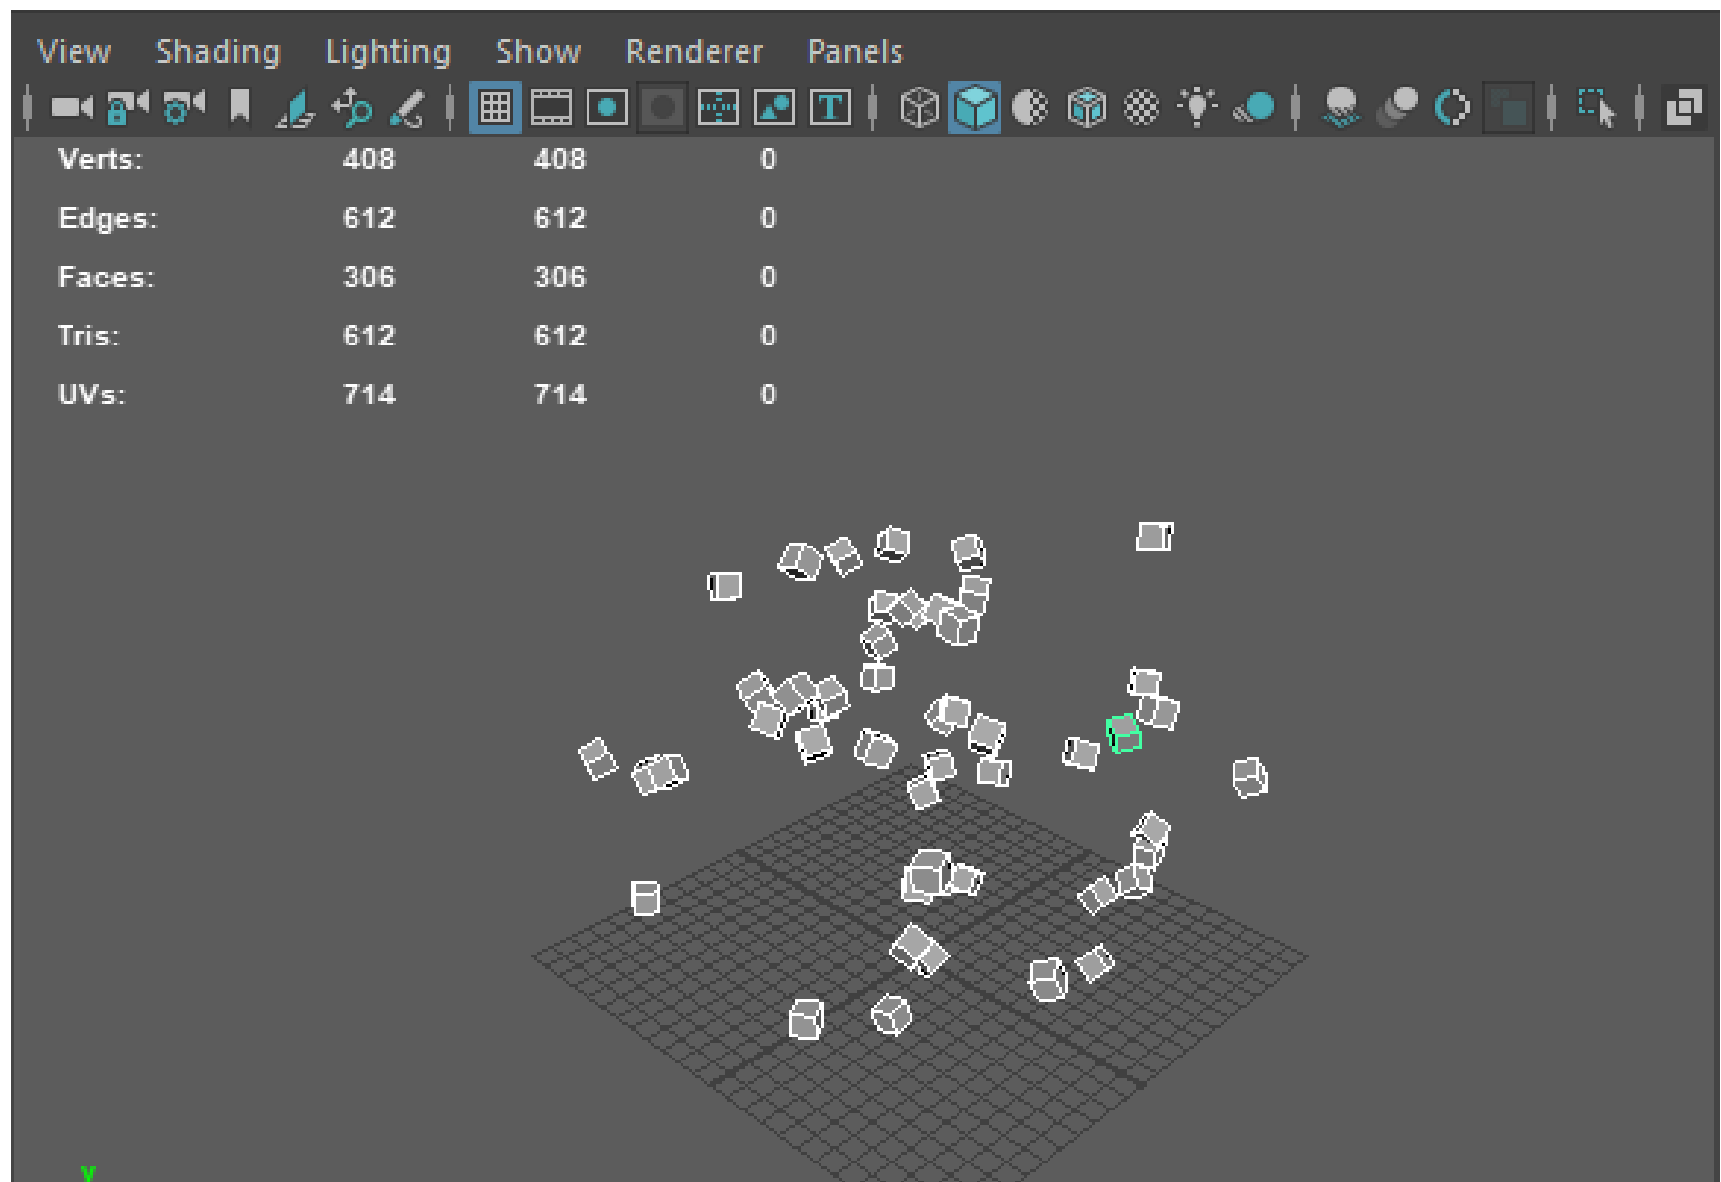 View Shading Lighting Show Renderer Panels
T
Verts: 408 408 0
Edges: 612 612 0
Faces: 306 306 0
Tris: 612 612 0
UVs: 714 714 0
y